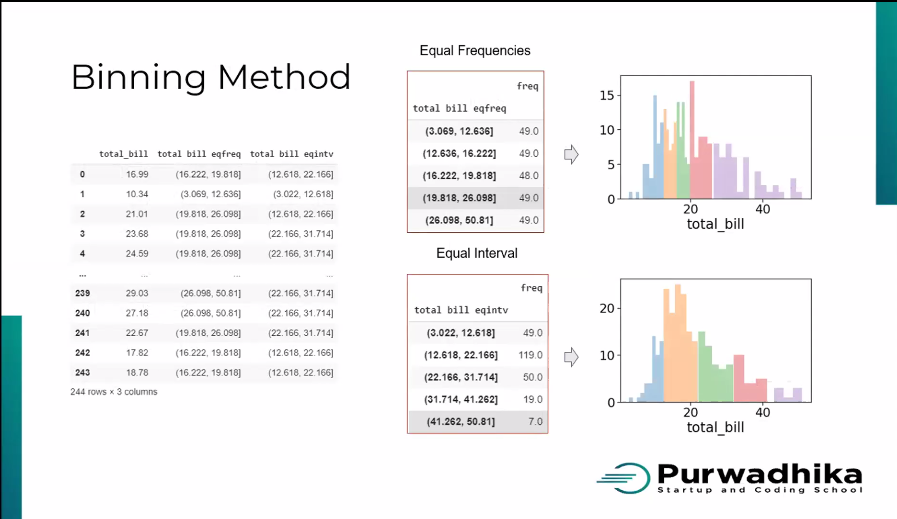 Binning Method
total_bill total bill eqfreq total bill eqintv
0 16.99 (16.222, 19.818] (12.618, 22.166]
1 10.34 (3.069, 12.636] (3.022, 12.618]
2 21.01 (19.818, 26.098] (12.618, 22.166]
3 23.68 (19.818, 26.098] (22.166, 31.714]
4 24.59 (19.818, 26.098] (22.166, 31.714]
... ... ... ...
239 29.03 (26.098, 50.81] (22.166, 31.714]
240 27.18 (26.098, 50.81] (22.166, 31.714]
241 22.67 (19.818, 26.098] (22.166, 31.714]
242 17.82 (16.222, 19.818] (12.618, 22.166]
243 18.78 (16.222, 19.818] (12.618, 22.166]
244 rows × 3 columns
Equal Frequencies
freq
total bill eqfreq
(3.069, 12.636] 49.0
(12.636, 16.222] 49.0
(16.222, 19.818] 48.0
(19.818, 26.098] 49.0
(26.098, 50.81] 49.0
15
10
5
0
20 40
total_bill
Equal Interval
freq
total bill eqintv
(3.022, 12.618] 49.0
(12.618, 22.166] 119.0
(22.166, 31.714] 50.0
(31.714, 41.262] 19.0
(41.262, 50.81] 7.0
20
10
0
20 40
total_bill
Purwadhika
Startup and Coding School